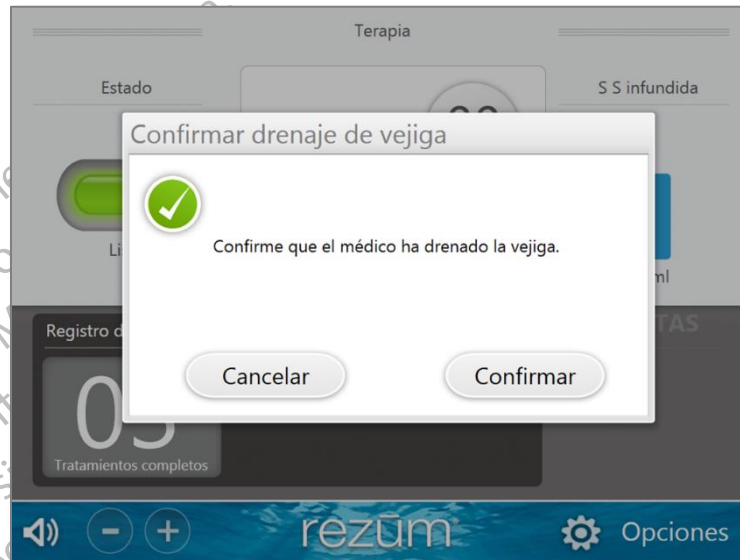 Terapia
Estado
S S infundida
Confirmar drenaje de vejiga
Confirme que el médico ha drenado la vejiga.
ml
Registro d
TAS
Cancelar
Confirmar
03
Tratamientos completos
rezūm
Opciones